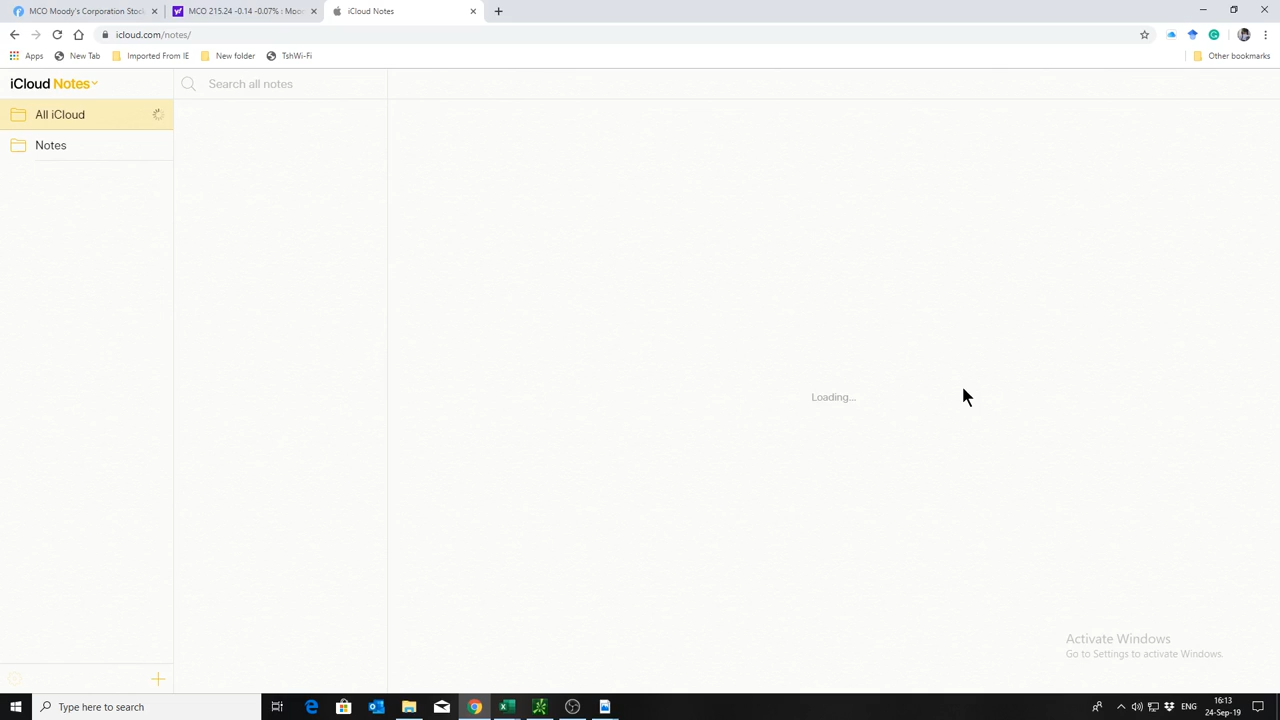 MCO Moody's Corporation Stock
MCO 215.24 -0.14 -0.07% : Mood
iCloud Notes
icloud.com/notes/
Apps
New Tab
Imported From IE
New folder
TshWi-Fi
Other bookmarks
iCloud Notes
Search all notes
All iCloud
Notes
Loading...
Activate Windows
Go to Settings to activate Windows.
Type here to search
ENG
16:13
24-Sep-19